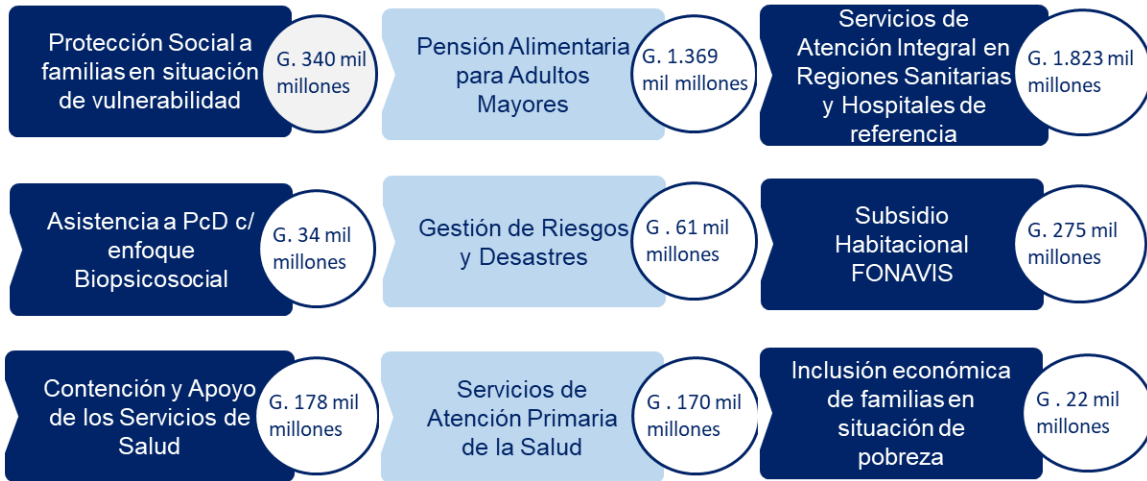 Protección Social a
familias en situación
de vulnerabilidad
G. 340 mil
millones
Pensión Alimentaria
para Adultos
Mayores
G. 1.369
mil millones
Servicios de
Atención Integral en
Regiones Sanitarias
y Hospitales de
referencia
G. 1.823 mil
millones
Asistencia a PcD c/
enfoque
Biopsicosocial
G. 34 mil
millones
Gestión de Riesgos
y Desastres
G . 61 mil
millones
Subsidio
Habitacional
FONAVIS
G. 275 mil
millones
Contención y Apoyo
de los Servicios de
Salud
G. 178 mil
millones
Servicios de
Atención Primaria
de la Salud
G . 170 mil
millones
Inclusión económica
de familias en
situación de
pobreza
G . 22 mil
millones